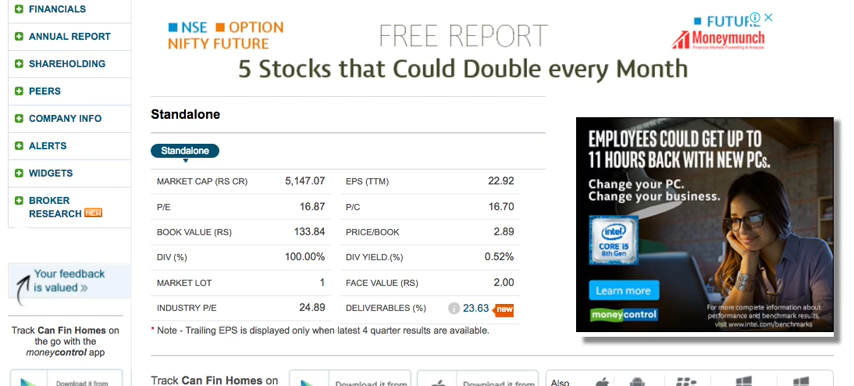 FINANCIALS
ANNUAL REPORT
SHAREHOLDING
PEERS
COMPANY INFO
ALERTS
WIDGETS
BROKER
RESEARCH NEW
Your feedback
is valued »
Track Can Fin Homes on
the go with the
moneycontrol app
Download it from
NSE OPTION
NIFTY FUTURE
FREE REPORT
FUTURE
Moneymunch
Financial Markets Forecasting & Analysis
5 Stocks that Could Double every Month
Standalone
Standalone
MARKET CAP (RS CR) 5,147.07 EPS (TTM) 22.92
P/E 16.87 P/C 16.70
BOOK VALUE (RS) 133.84 PRICE/BOOK 2.89
DIV (%) 100.00% DIV YIELD.(%) 0.52%
MARKET LOT 1 FACE VALUE (RS) 2.00
INDUSTRY P/E 24.89 DELIVERABLES (%) i 23.63 new
* Note - Trailing EPS is displayed only when latest 4 quarter results are available.
EMPLOYEES COULD GET UP TO
11 HOURS BACK WITH NEW PCs.
Change your PC.
Change your business.
intel
CORE i5
8th Gen
Learn more
moneycontrol
For more complete information about
performance and benchmark results,
visit www.intel.com/benchmarks
Track Can Fin Homes on
Download it from
Download it from
Also